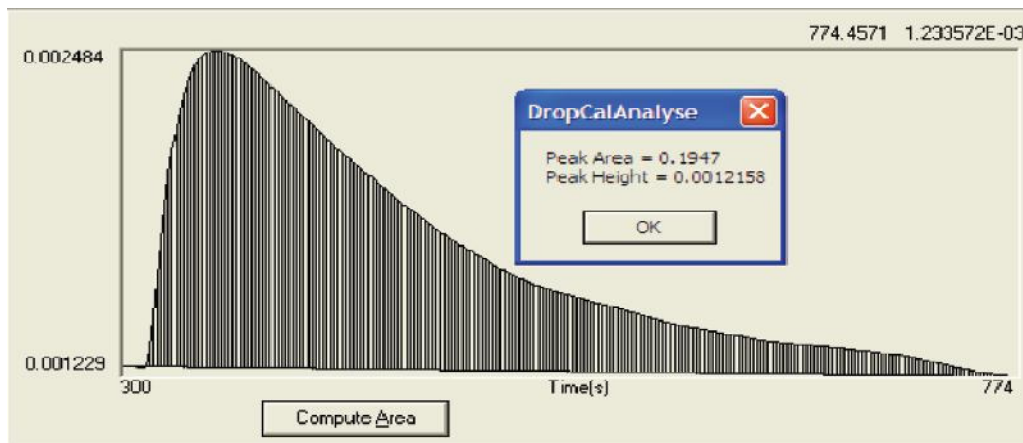 774.4571 1.233572E-03
0.002484
DropCalAnalyse
Peak Area = 0.1947
Peak Height = 0.0012158
OK
0.001229
300 Time(s) 774
Compute Area